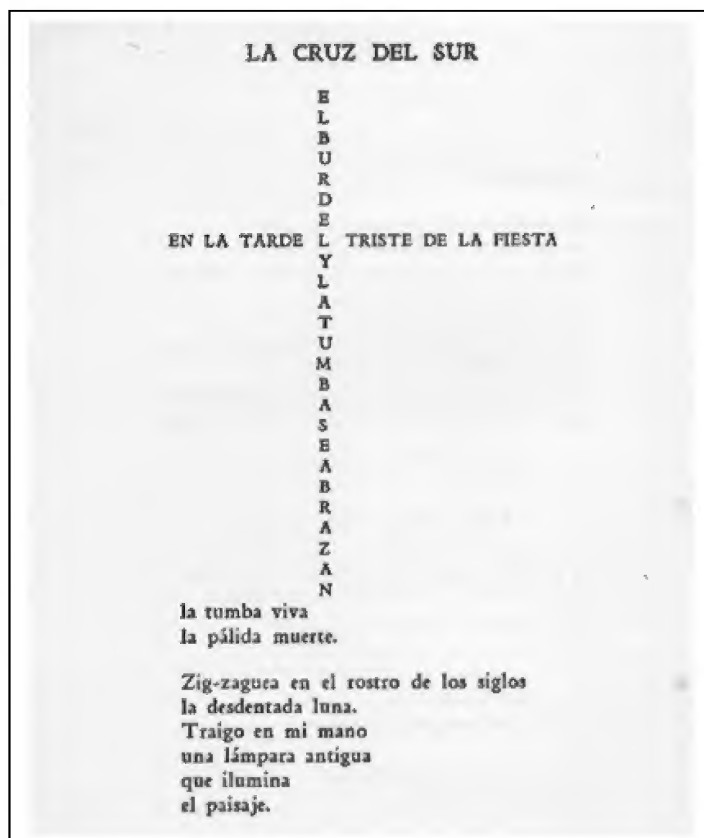 LA CRUZ DEL SUR
ELBURDELYLATUMBASEABRAZAN
EN LA TARDE TRISTE DE LA FIESTA
la tumba viva
la pálida muerte.
Zig-zaguea en el rostro de los siglos
la desdentada luna.
Traigo en mi mano
una lámpara antígua
que ilumina
el paisaje.